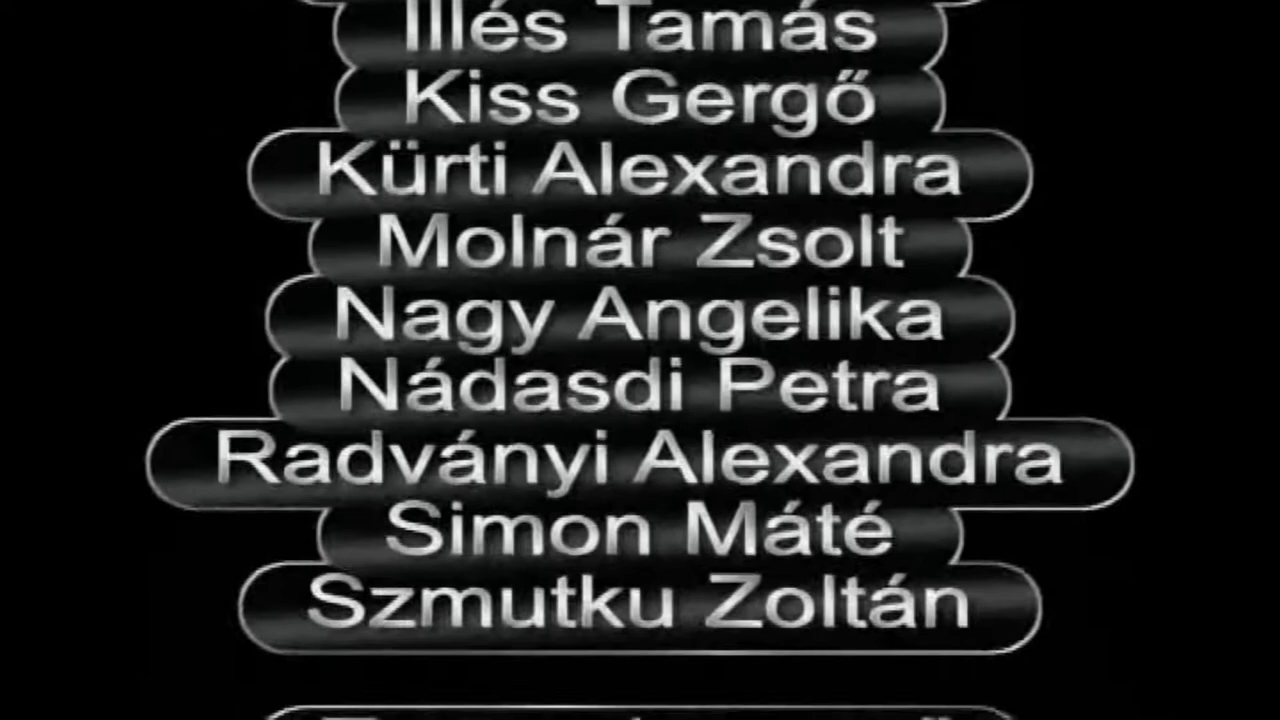 Illés Tamás
Kiss Gergő
Kürti Alexandra
Molnár Zsolt
Nagy Angelika
Nádasdi Petra
Radványi Alexandra
Simon Máté
Szmutku Zoltán